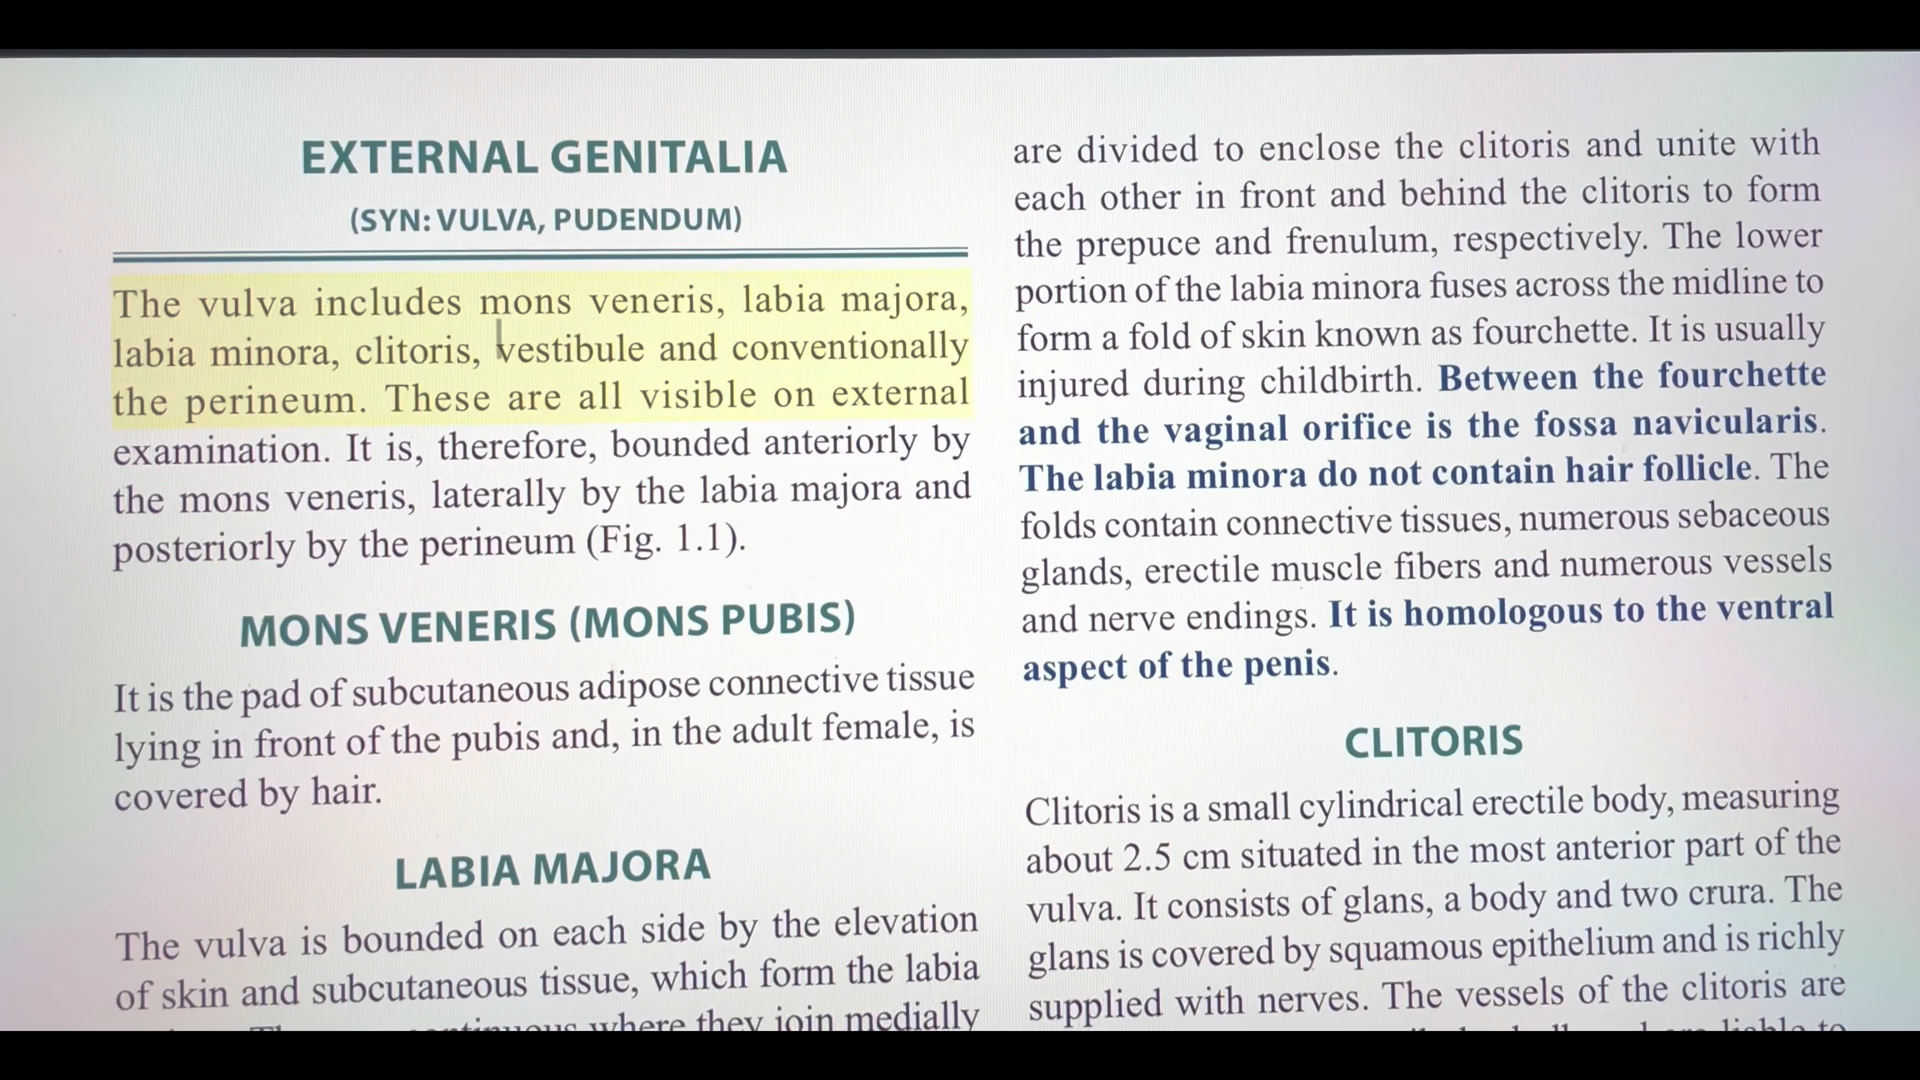 EXTERNAL GENITALIA
(SYN: VULVA, PUDENDUM)
The vulva includes mons veneris, labia majora,
labia minora, clitoris, vestibule and conventionally
the perineum. These are all visible on external
examination. It is, therefore, bounded anteriorly by
the mons veneris, laterally by the labia majora and
posteriorly by the perineum (Fig. 1.1).
MONS VENERIS (MONS PUBIS)
It is the pad of subcutaneous adipose connective tissue
lying in front of the pubis and, in the adult female, is
covered by hair.
LABIA MAJORA
The vulva is bounded on each side by the elevation
of skin and subcutaneous tissue, which form the labia
where they join medially
are divided to enclose the clitoris and unite with
each other in front and behind the clitoris to form
the prepuce and frenulum, respectively. The lower
portion of the labia minora fuses across the midline to
form a fold of skin known as fourchette. It is usually
injured during childbirth. Between the fourchette
and the vaginal orifice is the fossa navicularis.
The labia minora do not contain hair follicle. The
folds contain connective tissues, numerous sebaceous
glands, erectile muscle fibers and numerous vessels
and nerve endings. It is homologous to the ventral
aspect of the penis.
CLITORIS
Clitoris is a small cylindrical erectile body, measuring
about 2.5 cm situated in the most anterior part of the
vulva. It consists of glans, a body and two crura. The
glans is covered by squamous epithelium and is richly
supplied with nerves. The vessels of the clitoris are
liable to